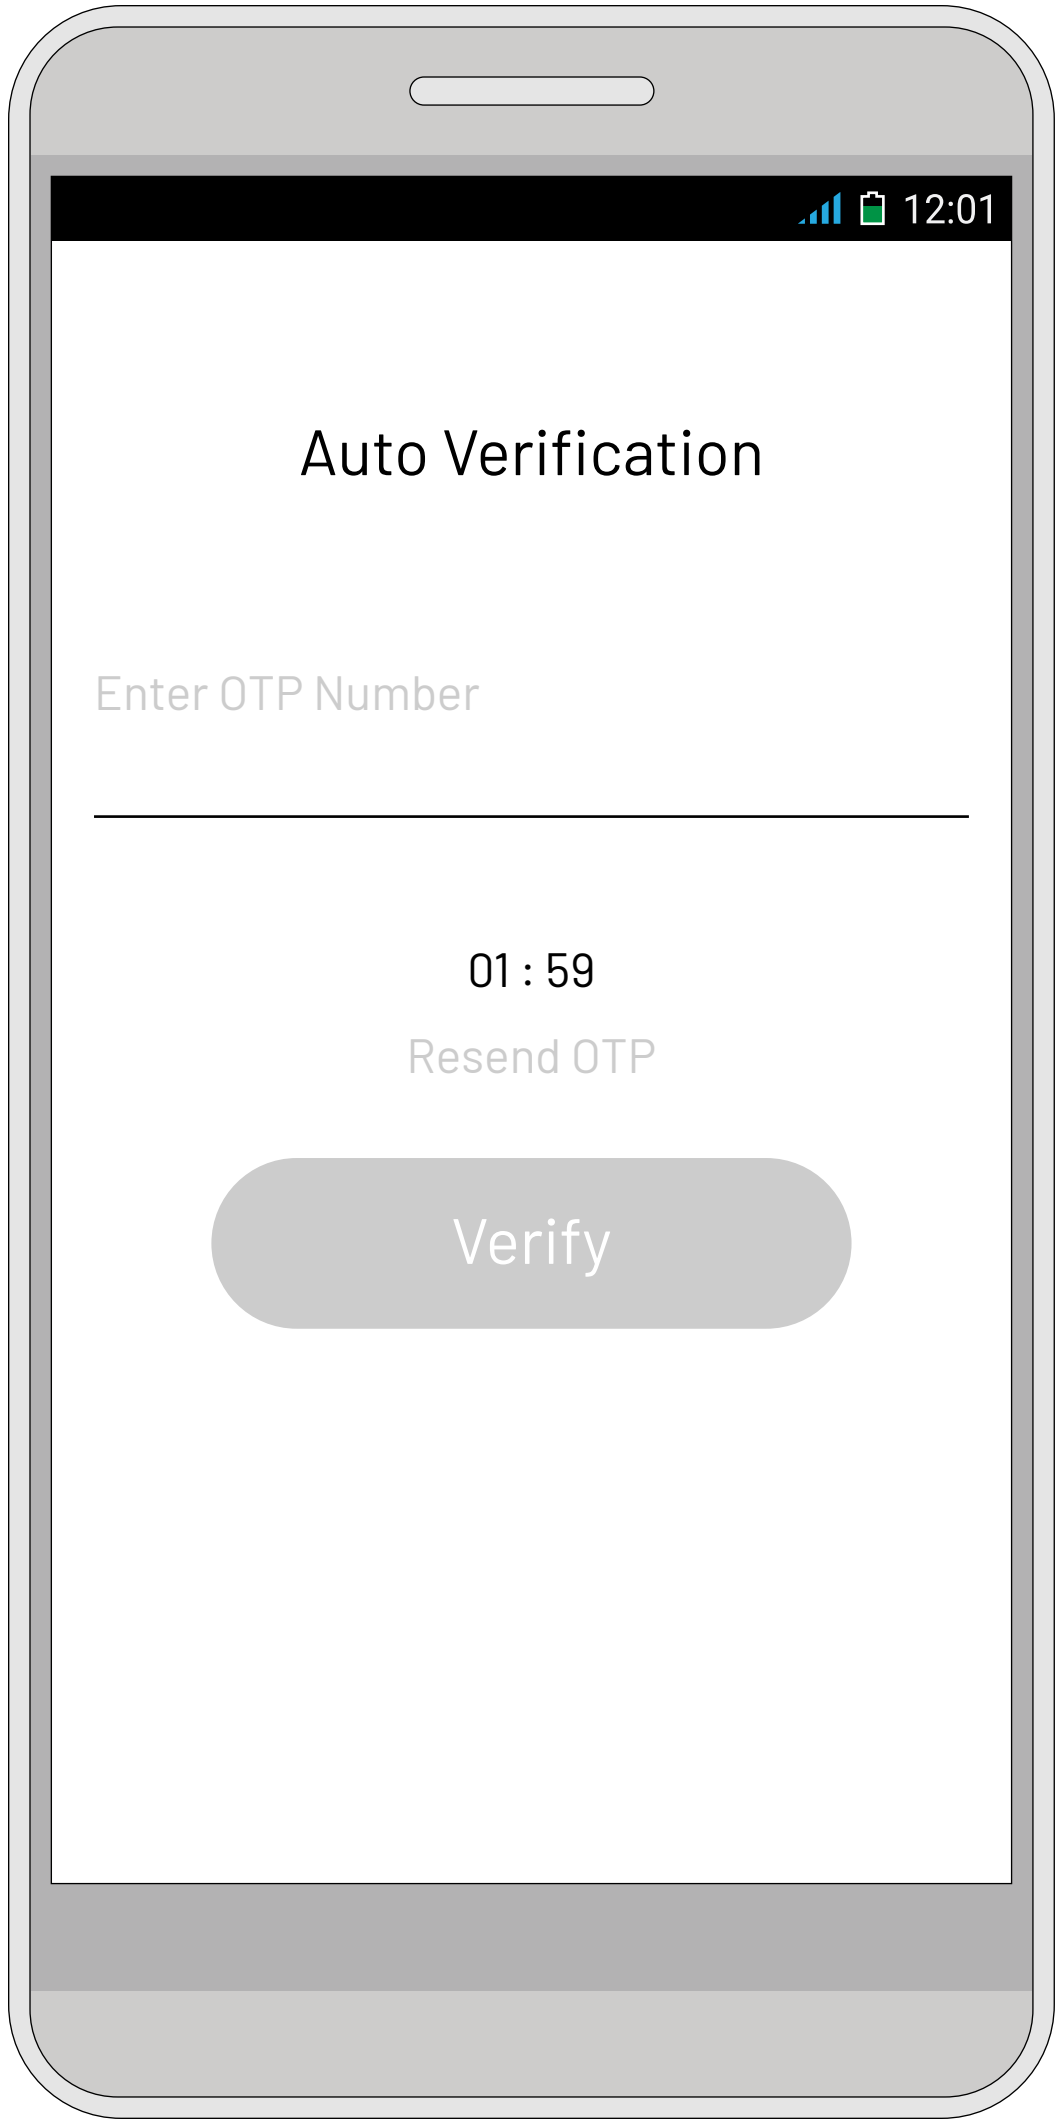 12:01
Auto Verification
Enter OTP Number
01 : 59
Resend OTP
Verify